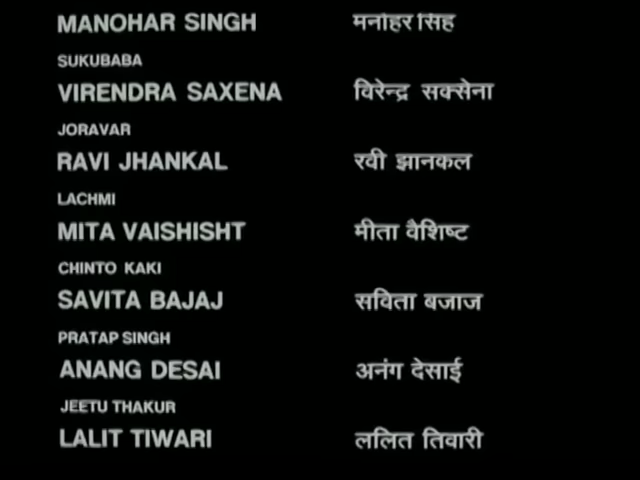 MANOHAR SINGH मनोहर सिंह
SUKUBABA
VIRENDRA SAXENA विरेन्द्र सक्सेना
JORAVAR
RAVI JHANKAL रवी झानकल
LACHMI
MITA VAISHISHT मीता वैशिष्ट
CHINTO KAKI
SAVITA BAJAJ सविता बजाज
PRATAP SINGH
ANANG DESAI अनंग देसाई
JEETU THAKUR
LALIT TIWARI ललित तिवारी